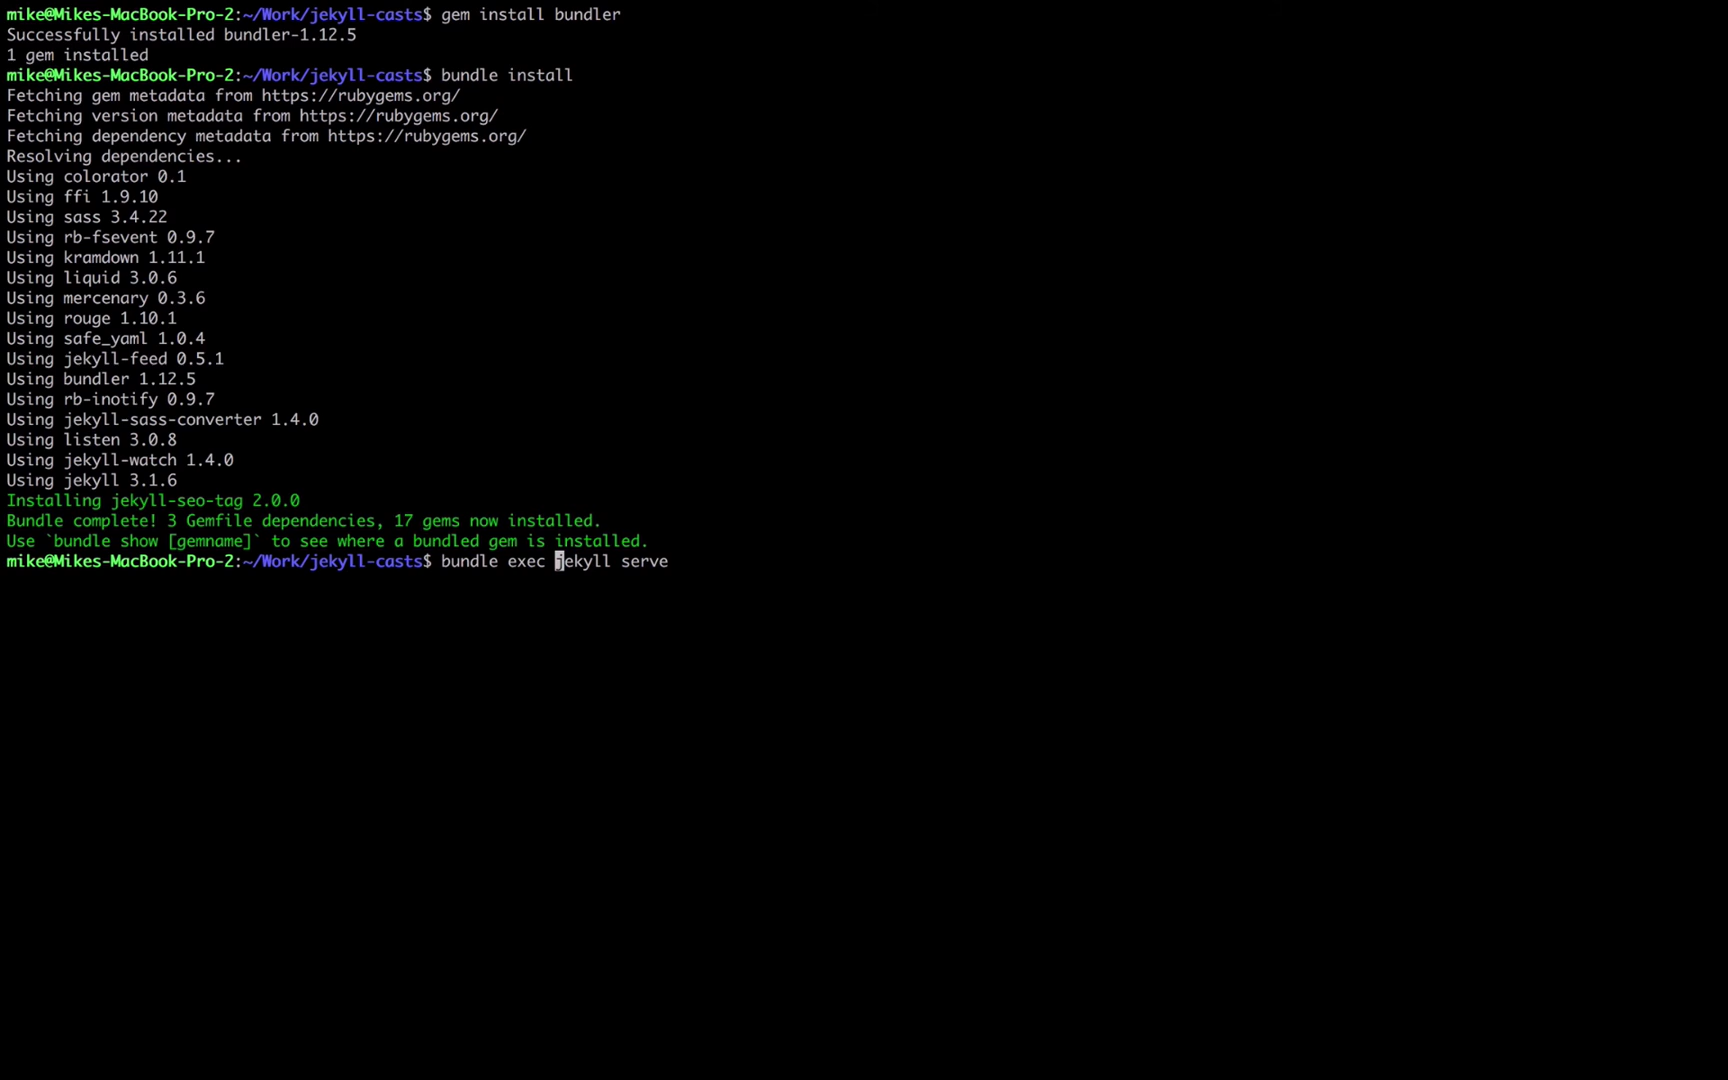 mike@Mikes-MacBook-Pro-2:~/Work/jekyll-casts$ gem install bundler
Successfully installed bundler-1.12.5
1 gem installed
mike@Mikes-MacBook-Pro-2:~/Work/jekyll-casts$ bundle install
Fetching gem metadata from https://rubygems.org/
Fetching version metadata from https://rubygems.org/
Fetching dependency metadata from https://rubygems.org/
Resolving dependencies...
Using colorator 0.1
Using ffi 1.9.10
Using sass 3.4.22
Using rb-fsevent 0.9.7
Using kramdown 1.11.1
Using liquid 3.0.6
Using mercenary 0.3.6
Using rouge 1.10.1
Using safe_yaml 1.0.4
Using jekyll-feed 0.5.1
Using bundler 1.12.5
Using rb-inotify 0.9.7
Using jekyll-sass-converter 1.4.0
Using listen 3.0.8
Using jekyll-watch 1.4.0
Using jekyll 3.1.6
Installing jekyll-seo-tag 2.0.0
Bundle complete! 3 Gemfile dependencies, 17 gems now installed.
Use `bundle show [gemname]` to see where a bundled gem is installed.
mike@Mikes-MacBook-Pro-2:~/Work/jekyll-casts$ bundle exec jekyll serve